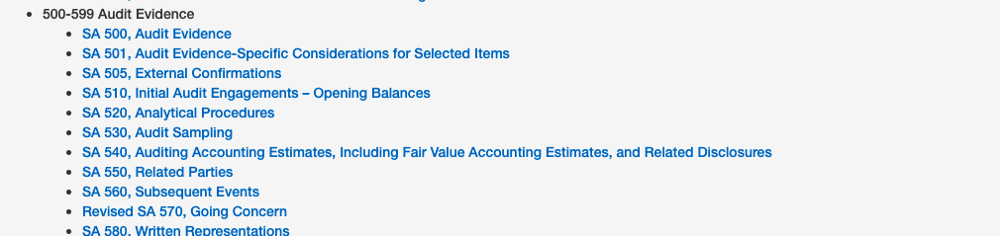 500-599 Audit Evidence
SA 500, Audit Evidence
SA 501, Audit Evidence-Specific Considerations for Selected Items
SA 505, External Confirmations
SA 510, Initial Audit Engagements – Opening Balances
SA 520, Analytical Procedures
SA 530, Audit Sampling
SA 540, Auditing Accounting Estimates, Including Fair Value Accounting Estimates, and Related Disclosures
SA 550, Related Parties
SA 560, Subsequent Events
Revised SA 570, Going Concern
SA 580, Written Representations